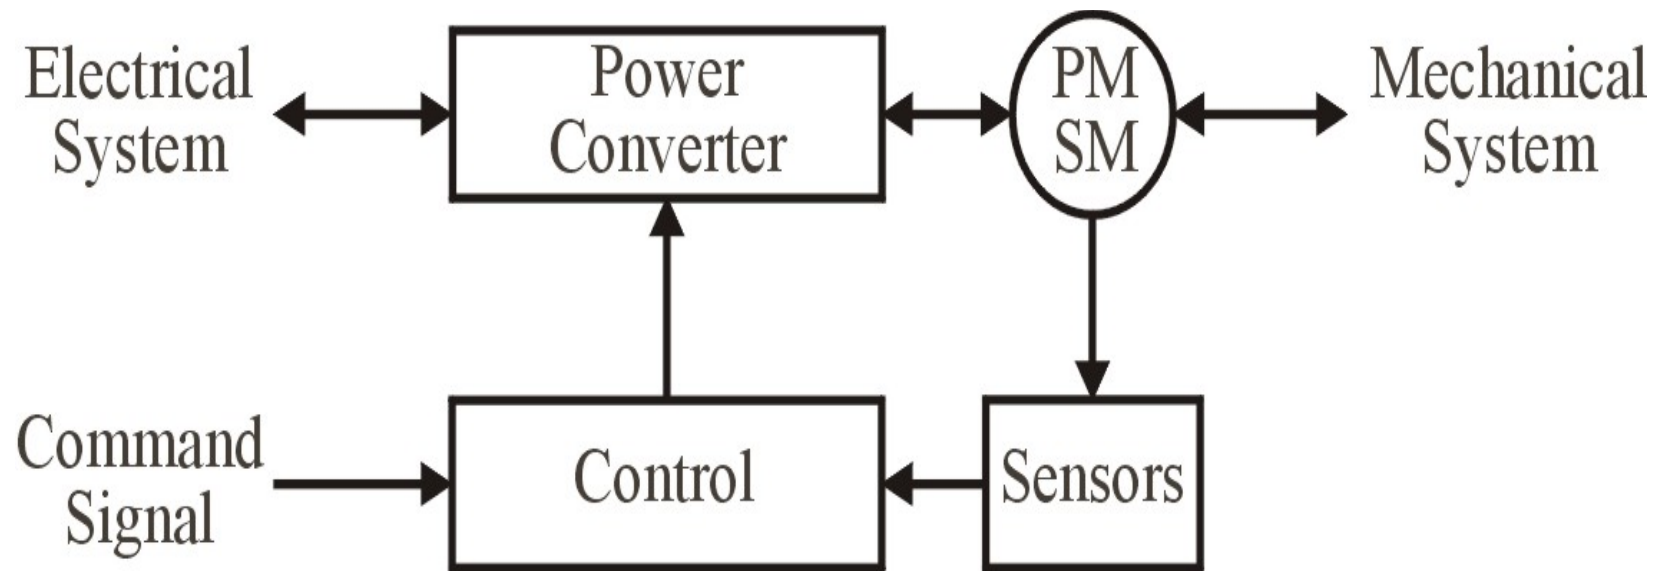 Electrical
System
Power
Converter
PM
SM
Mechanical
System
Command
Signal
Control
Sensors